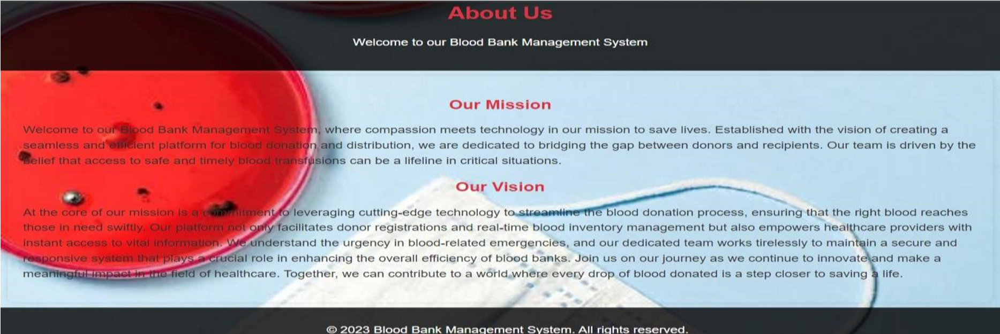 About Us
Welcome to our Blood Bank Management System
Our Mission
Welcome to our Blood Bank Management System, where compassion meets technology in our mission to save lives. Established with the vision of creating a
seamless and efficient platform for blood donation and distribution, we are dedicated to bridging the gap between donors and recipients. Our team is driven by the
belief that access to safe and timely blood transfusions can be a lifeline in critical situations.
Our Vision
At the core of our mission is a commitment to leveraging cutting-edge technology to streamline the blood donation process, ensuring that the right blood reaches
those in need swiftly. Our platform not only facilitates donor registrations and real-time blood inventory management but also empowers healthcare providers with
instant access to vital information. We understand the urgency in blood-related emergencies, and our dedicated team works tirelessly to maintain a secure and
responsive system that plays a crucial role in enhancing the overall efficiency of blood banks. Join us on our journey as we continue to innovate and make a
meaningful impact in the field of healthcare. Together, we can contribute to a world where every drop of blood donated is a step closer to saving a life.
© 2023 Blood Bank Management System. All rights reserved.